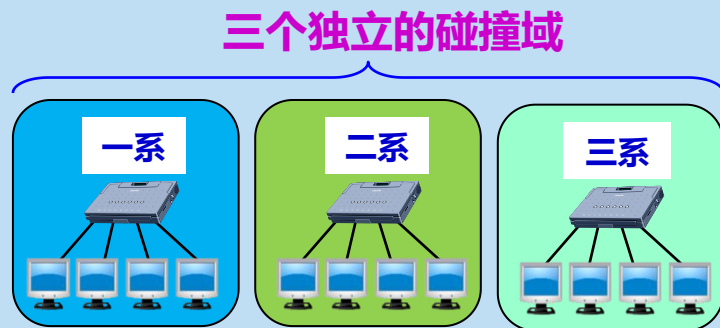 三个独立的碰撞域
一系
二系
三系